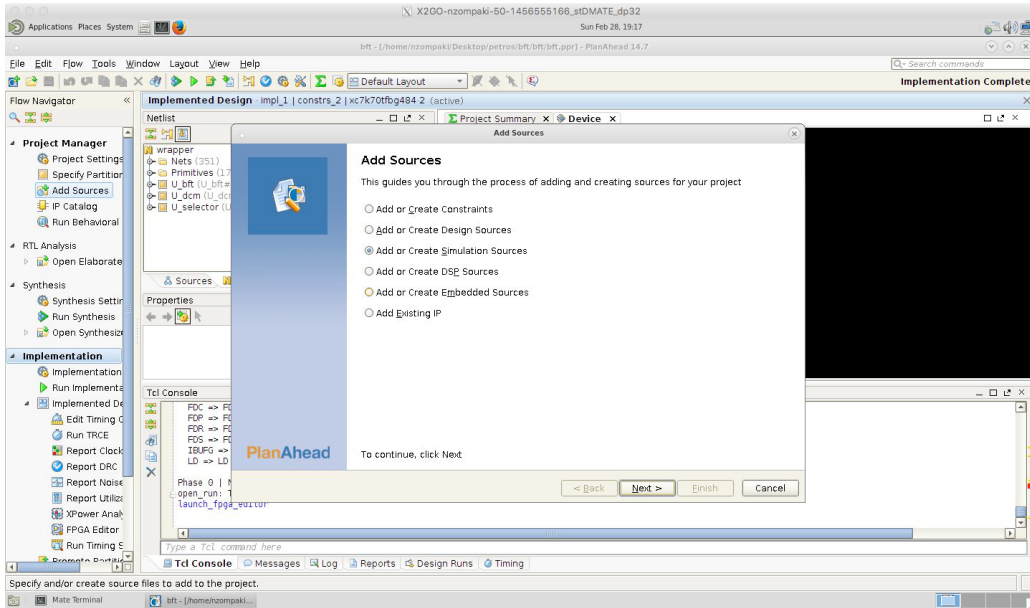 X2GO-nzompaki-50-1456555166_stDMATE_dp32
Applications Places System
Sun Feb 28, 19:17
bft - [/home/nzompaki/Desktop/petros/bft/bft/bft.ppr] - PlanAhead 14.7
File Edit Flow Tools Window Layout View Help
Search commands
Default Layout
Implementation Complete
Flow Navigator
Implemented Design - impl_1 | constrs_2 | xc7k70tfbg484-2 (active)
Netlist
Project Summary
Device
Project Manager
Project Settings
Specify Partition
Add Sources
IP Catalog
Run Behavioral
RTL Analysis
Open Elaborate
Synthesis
Synthesis Settin
Run Synthesis
Open Synthesize
Implementation
Implementation
Run Implementa
Implemented De
Edit Timing C
Run TRCE
Report Clock
Report DRC
Report Noise
Report Utiliza
XPower Analy
FPGA Editor
Run Timing S
Promote Partitio
wrapper
Nets (351)
Primitives (17
U_bft (U_bft#
U_dcm (U_dcr
U_selector (U
Sources
Properties
Add Sources
Add Sources
This guides you through the process of adding and creating sources for your project
Add or Create Constraints
Add or Create Design Sources
Add or Create Simulation Sources
Add or Create DSP Sources
Add or Create Embedded Sources
Add Existing IP
PlanAhead
To continue, click Next
< Back Next > Finish Cancel
Tcl Console
FDC => FD
FDP => FD
FDR => FD
FDS => FD
IBUFG =>
LD => LD
Phase 0 | N
open_run: T
launch_fpga_editor
Type a Tcl command here
Tcl Console Messages Log Reports Design Runs Timing
Specify and/or create source files to add to the project.
Mate Terminal
bft - [/home/nzompaki...